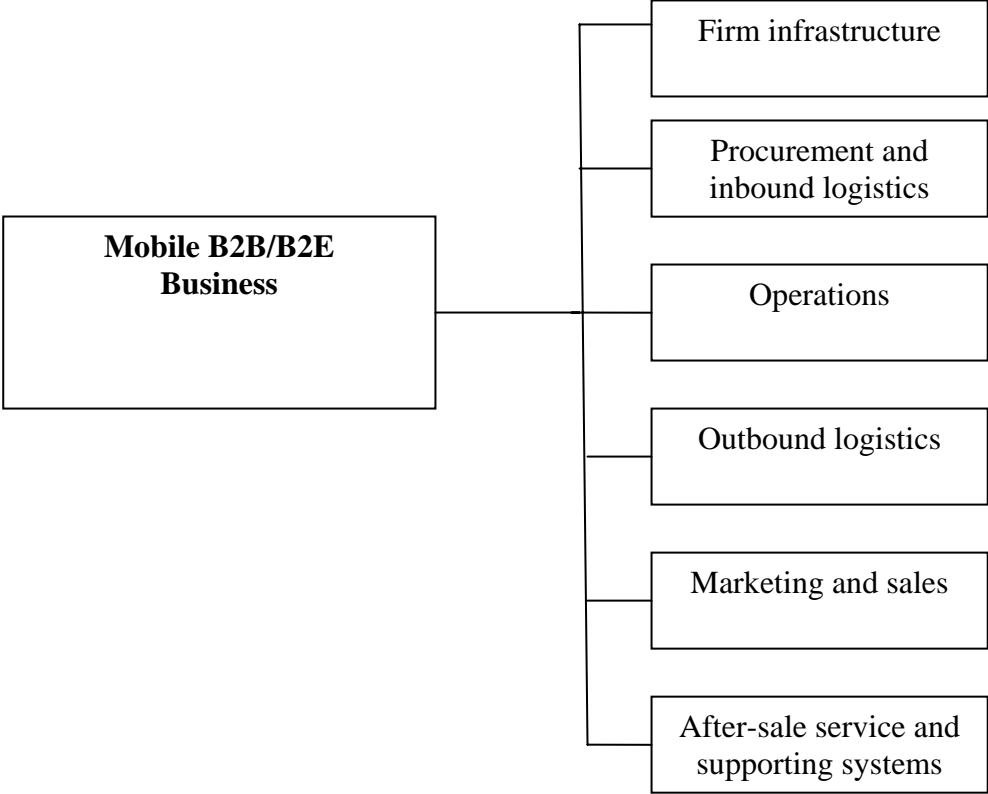 Firm infrastructure
Procurement and
inbound logistics
Mobile B2B/B2E
Business
Operations
Outbound logistics
Marketing and sales
After-sale service and
supporting systems